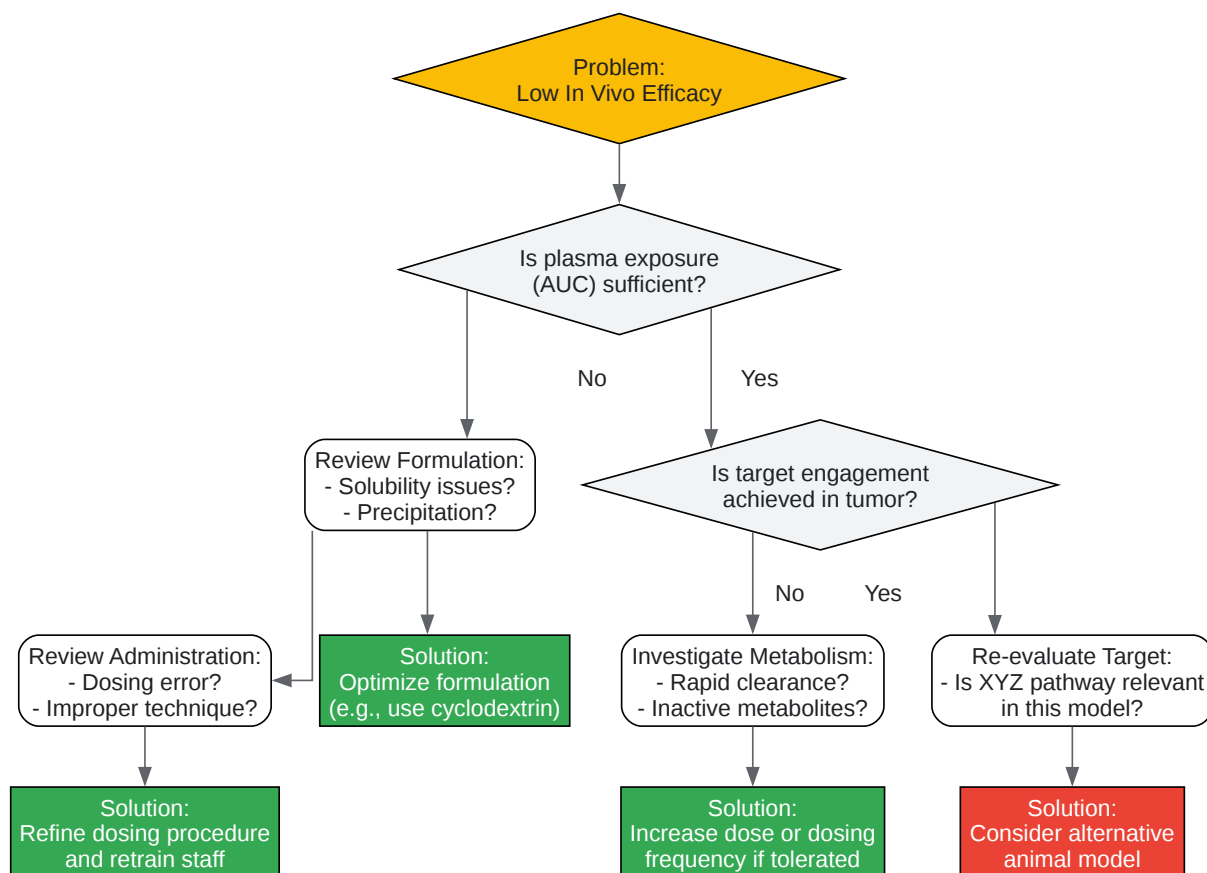 Problem:
Low In Vivo Efficacy
Is plasma exposure
(AUC) sufficient?
No
Yes
Review Formulation:
- Solubility issues?
- Precipitation?
Is target engagement
achieved in tumor?
No
Yes
Review Administration:
- Dosing error?
- Improper technique?
Solution:
Optimize formulation
(e.g., use cyclodextrin)
Investigate Metabolism:
- Rapid clearance?
- Inactive metabolites?
Re-evaluate Target:
- Is XYZ pathway relevant
in this model?
Solution:
Refine dosing procedure
and retrain staff
Solution:
Increase dose or dosing
frequency if tolerated
Solution:
Consider alternative
animal model